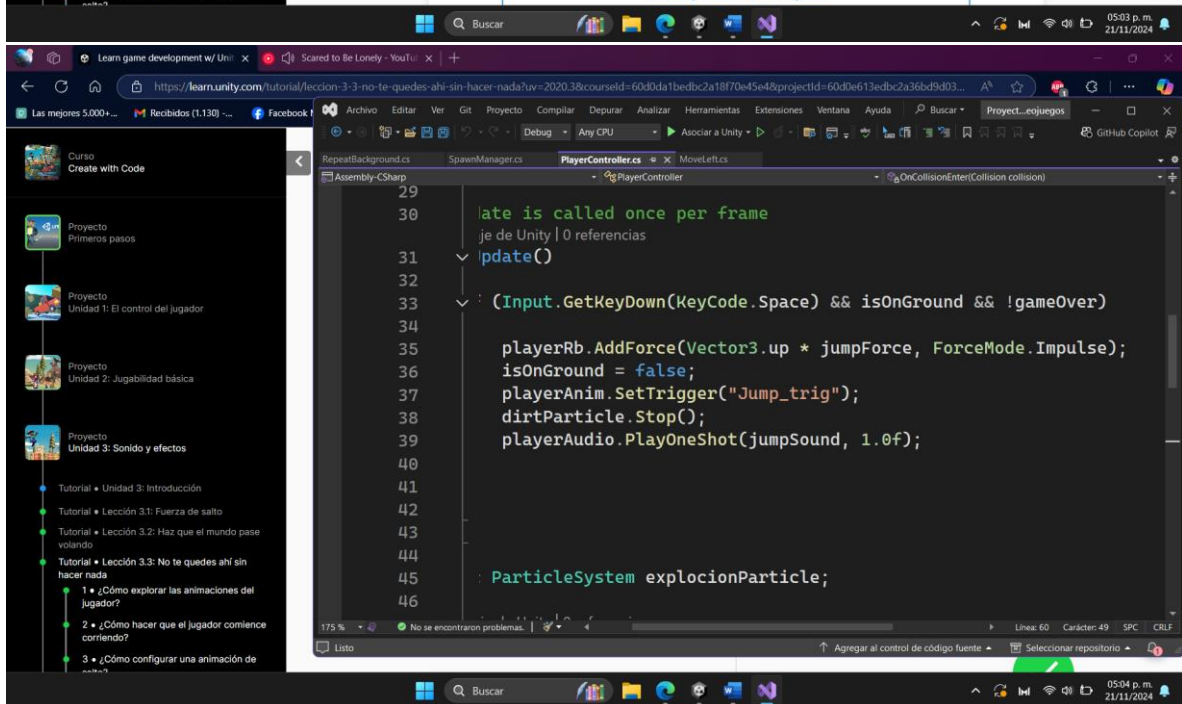 Buscar
05:03 p. m.
21/11/2024
Learn game development w/ Unit
Scared to Be Lonely - YouTu
https://learn.unity.com/tutorial/leccion-3-3-no-te-quedes-ahi-sin-hacer-nada?uv=2020.3&courseId=60d0da1bedbc2a18f70e45e4&projectId=60d0e613edbc2a36bd9d03...
Las mejores 5.000+...
Recibidos (1.130) -...
Facebook
Archivo Editar Ver Git Proyecto Compilar Depurar Analizar Herramientas Extensiones Ventana Ayuda Buscar Proyect...eojuegos
Debug Any CPU Asociar a Unity GitHub Copilot
RepeatBackground.cs SpawnManager.cs PlayerController.cs MoveLeft.cs
Assembly-CSharp PlayerController OnCollisionEnter(Collision collision)
Curso
Create with Code
Proyecto
Primeros pasos
Proyecto
Unidad 1: El control del jugador
Proyecto
Unidad 2: Jugabilidad básica
Proyecto
Unidad 3: Sonido y efectos
Tutorial • Unidad 3: Introducción
Tutorial • Lección 3.1: Fuerza de salto
Tutorial • Lección 3.2: Haz que el mundo pase
volando
Tutorial • Lección 3.3: No te quedes ahí sin
hacer nada
1 • ¿Cómo explorar las animaciones del
jugador?
2 • ¿Cómo hacer que el jugador comience
corriendo?
3 • ¿Cómo configurar una animación de
29
30 ate is called once per frame
je de Unity | 0 referencias
31 pdate()
32
33 (Input.GetKeyDown(KeyCode.Space) && isOnGround && !gameOver)
34
35 playerRb.AddForce(Vector3.up * jumpForce, ForceMode.Impulse);
36 isOnGround = false;
37 playerAnim.SetTrigger("Jump_trig");
38 dirtParticle.Stop();
39 playerAudio.PlayOneShot(jumpSound, 1.0f);
40
41
42
43
44
45 ParticleSystem explocionParticle;
46
175 % No se encontraron problemas. Línea: 60 Carácter: 49 SPC CRLF
Listo Agregar al control de código fuente Seleccionar repositorio
Buscar
05:04 p. m.
21/11/2024